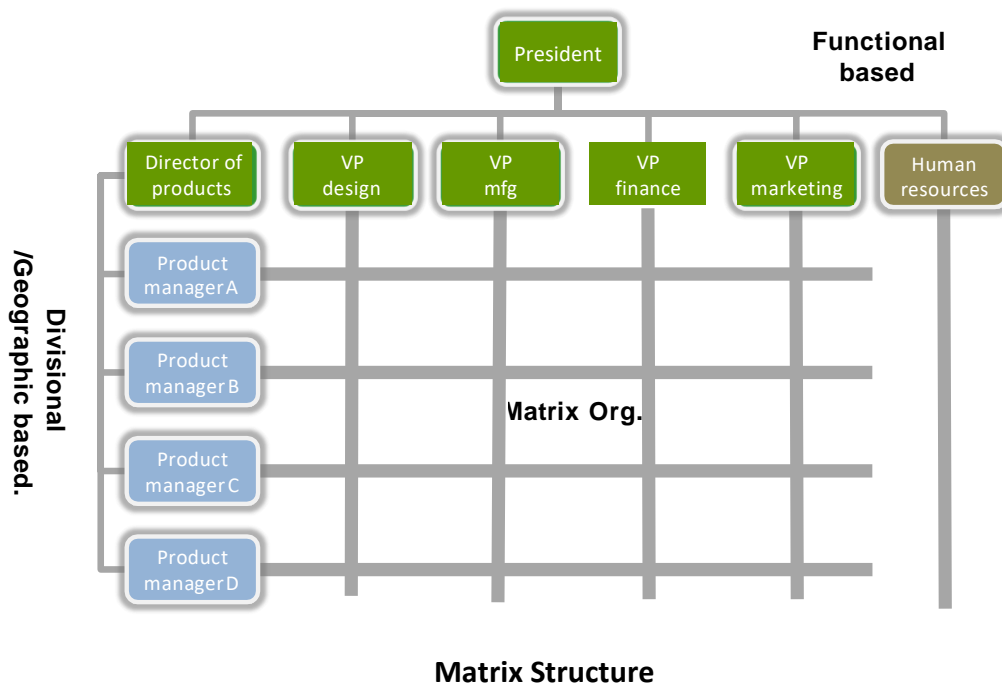 President
Functional
based
Director of
products
VP
design
VP
mfg
VP
finance
VP
marketing
Human
resources
Divisional
/Geographic based.
Product
manager A
Product
manager B
Matrix Org.
Product
manager C
Product
manager D
Matrix Structure